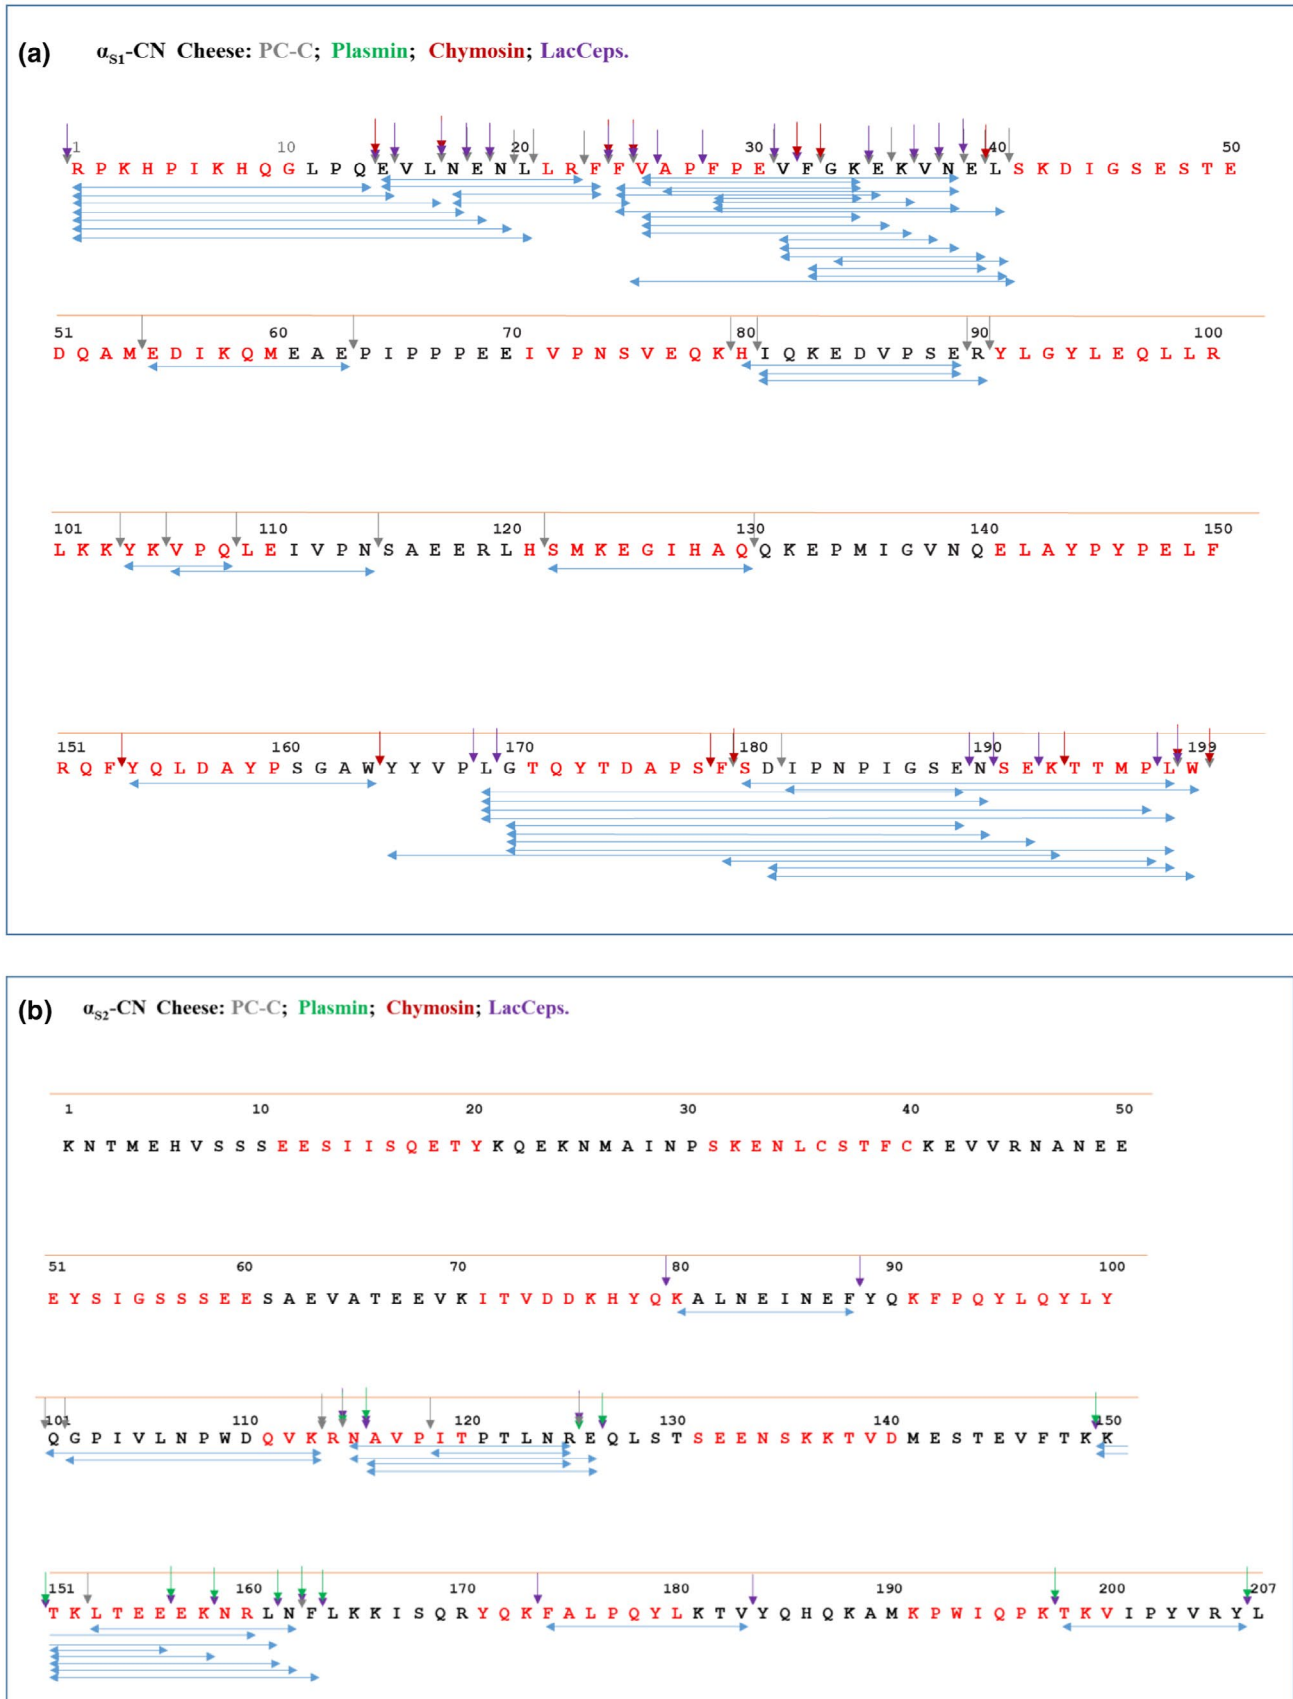 (a) αS1-CN Cheese: PC-C; Plasmin; Chymosin; LacCeps.
1 10 20 30 40 50
R P K H P I K H Q G L P Q E V L N E N L L R F F V A P F P E V F G K E K V N E L S K D I G S E S T E
51 60 70 80 90 100
D Q A M E D I K Q M E A E P I P P P E E I V P N S V E Q K H I Q K E D V P S E R Y L G Y L E Q L L R
101 110 120 130 140 150
L K K Y K V P Q L E I V P N S A E E R L H S M K E G I H A Q Q K E P M I G V N Q E L A Y P Y P E L F
151 160 170 180 190 199
R Q F Y Q L D A Y P S G A W Y Y V P L G T Q Y T D A P S F S D I P N P I G S E N S E K T T M P L W
(b) αS2-CN Cheese: PC-C; Plasmin; Chymosin; LacCeps.
1 10 20 30 40 50
K N T M E H V S S S E E S I I S Q E T Y K Q E K N M A I N P S K E N L C S T F C K E V V R N A N E E
51 60 70 80 90 100
E Y S I G S S S E E S A E V A T E E V K I T V D D K H Y Q K A L N E I N E F Y Q K F P Q Y L Q Y L Y
101 110 120 130 140 150
Q G P I V L N P W D Q V K R N A V P I T P T L N R E Q L S T S E E N S K K T V D M E S T E V F T K K
151 160 170 180 190 200 207
T K L T E E E K N R L N F L K K I S Q R Y Q K F A L P Q Y L K T V Y Q H Q K A M K P W I Q P K T K V I P Y V R Y L